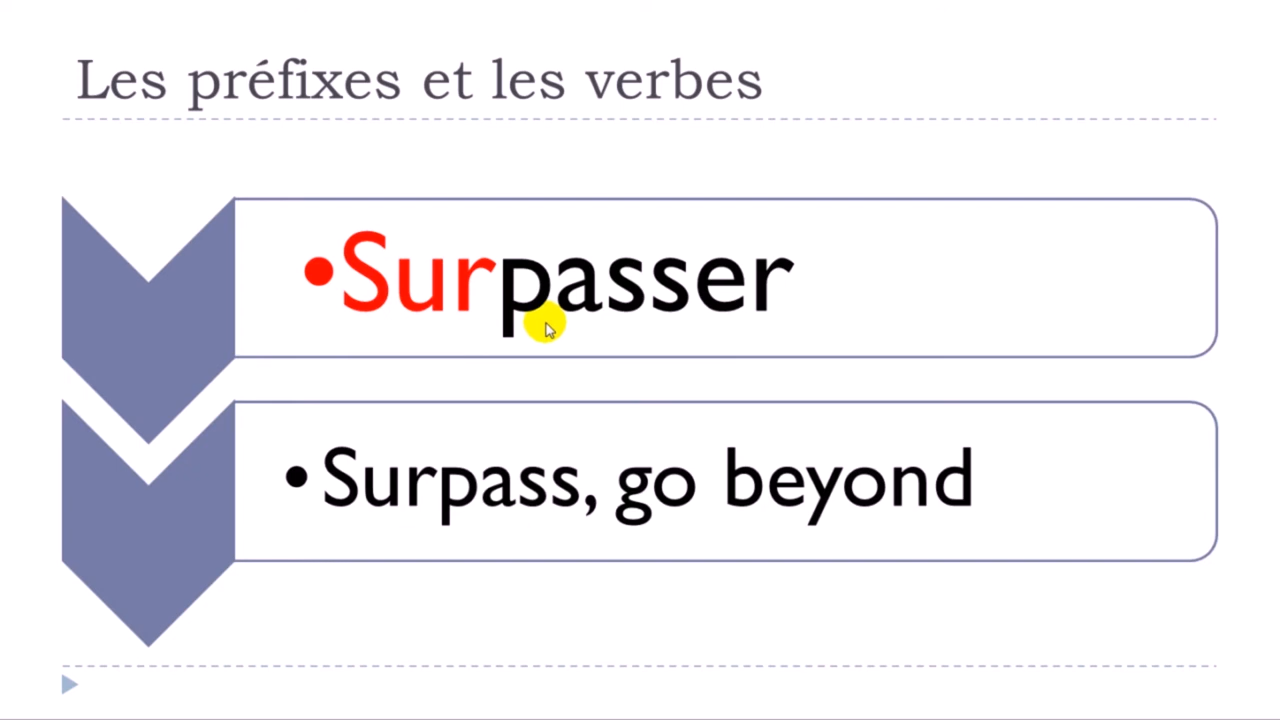 Les préfixes et les verbes
•Surpasser
•Surpass, go beyond